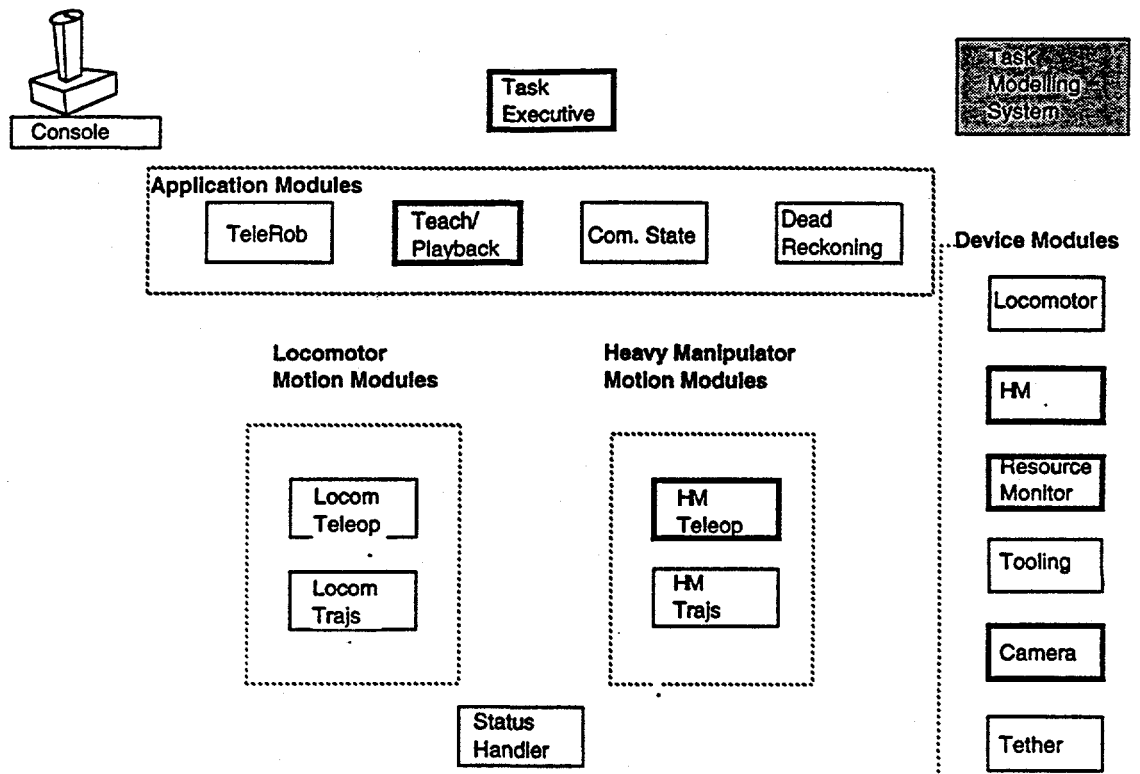 Console
Task
Executive
Task
Modelling
System
Application Modules
TeleRob
Teach/
Playback
Com. State
Dead
Reckoning
Device Modules
Locomotor
HM
Resource
Monitor
Tooling
Camera
Tether
Locomotor
Motion Modules
Locom
Teleop
Locom
Trajs
Heavy Manipulator
Motion Modules
HM
Teleop
HM
Trajs
Status
Handler